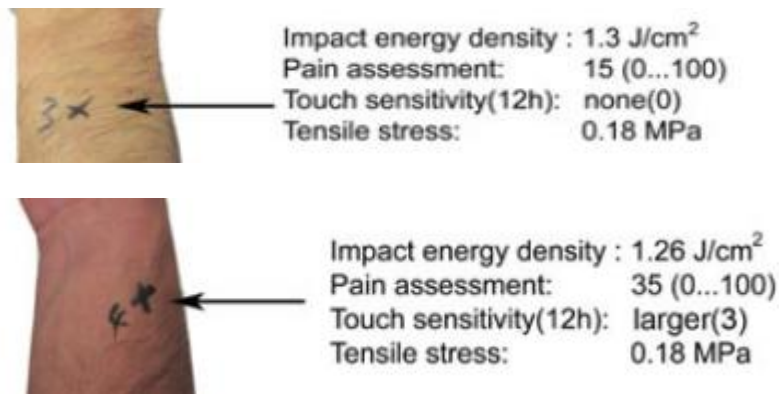 Impact energy density : 1.3 J/cm²
Pain assessment: 15 (0...100)
3 x
Touch sensitivity(12h): none(0)
Tensile stress: 0.18 MPa
Impact energy density : 1.26 J/cm²
Pain assessment: 35 (0...100)
4 x
Touch sensitivity(12h): larger(3)
Tensile stress: 0.18 MPa